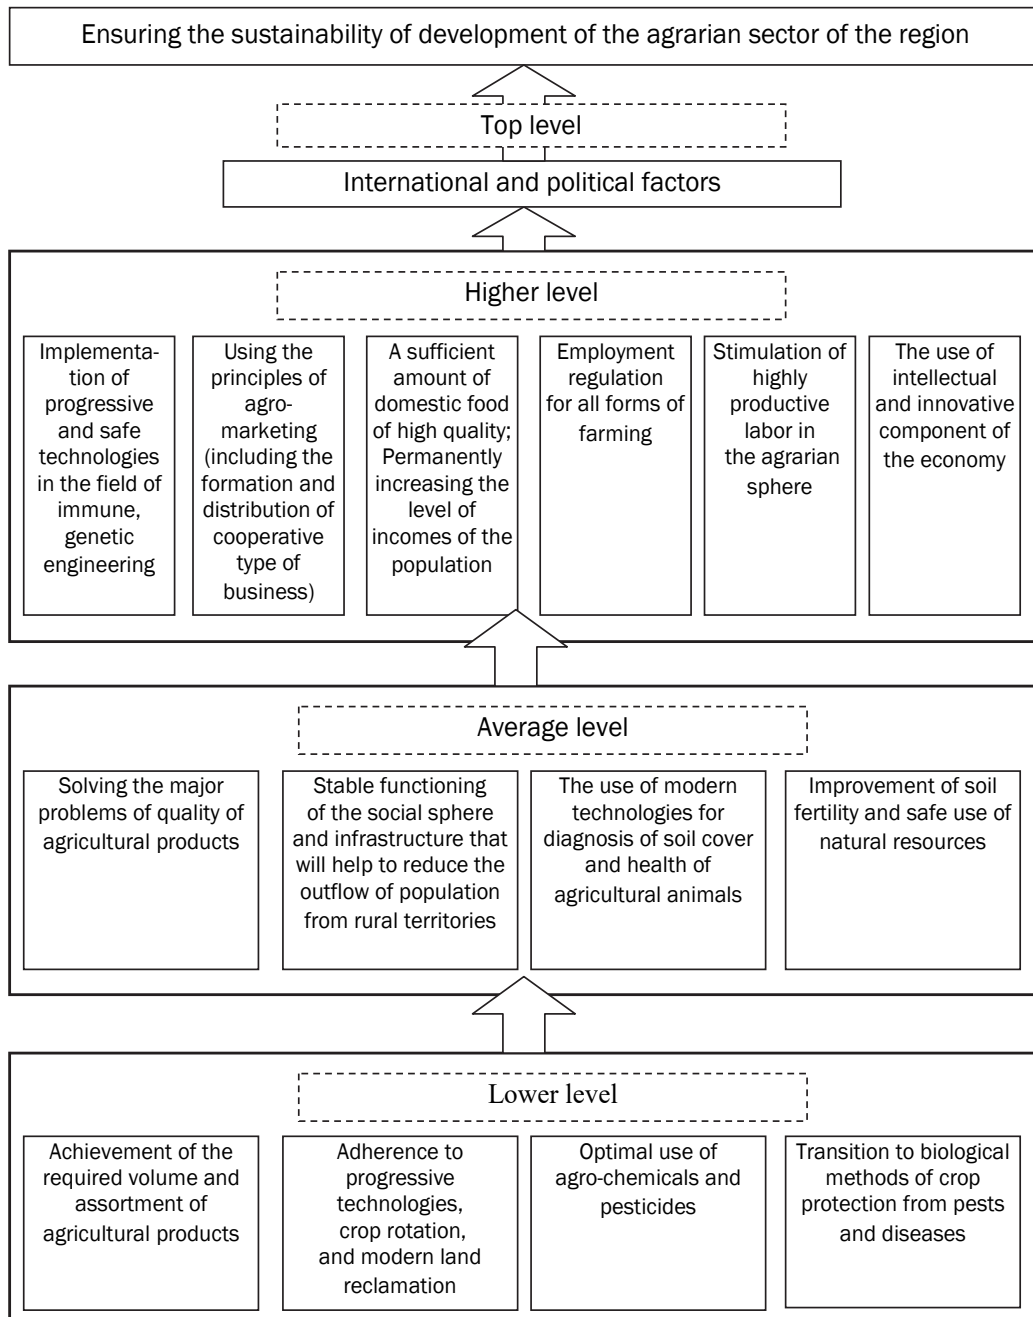 Ensuring the sustainability of development of the agrarian sector of the region
Top level
International and political factors
Higher level
Implementa-
tion of
progressive
and safe
technologies
in the field of
immune,
genetic
engineering
Using the
principles of
agro-
marketing
(including the
formation and
distribution of
cooperative
type of
business)
A sufficient
amount of
domestic food
of high quality;
Permanently
increasing the
level of
incomes of the
population
Employment
regulation
for all forms of
farming
Stimulation of
highly
productive
labor in
the agrarian
sphere
The use of
intellectual
and innovative
component of
the economy
Average level
Solving the major
problems of quality of
agricultural products
Stable functioning
of the social sphere
and infrastructure that
will help to reduce the
outflow of population
from rural territories
The use of modern
technologies for
diagnosis of soil cover
and health of
agricultural animals
Improvement of soil
fertility and safe use of
natural resources
Lower level
Achievement of the
required volume and
assortment of
agricultural products
Adherence to
progressive
technologies,
crop rotation,
and modern land
reclamation
Optimal use of
agro-chemicals and
pesticides
Transition to biological
methods of crop
protection from pests
and diseases